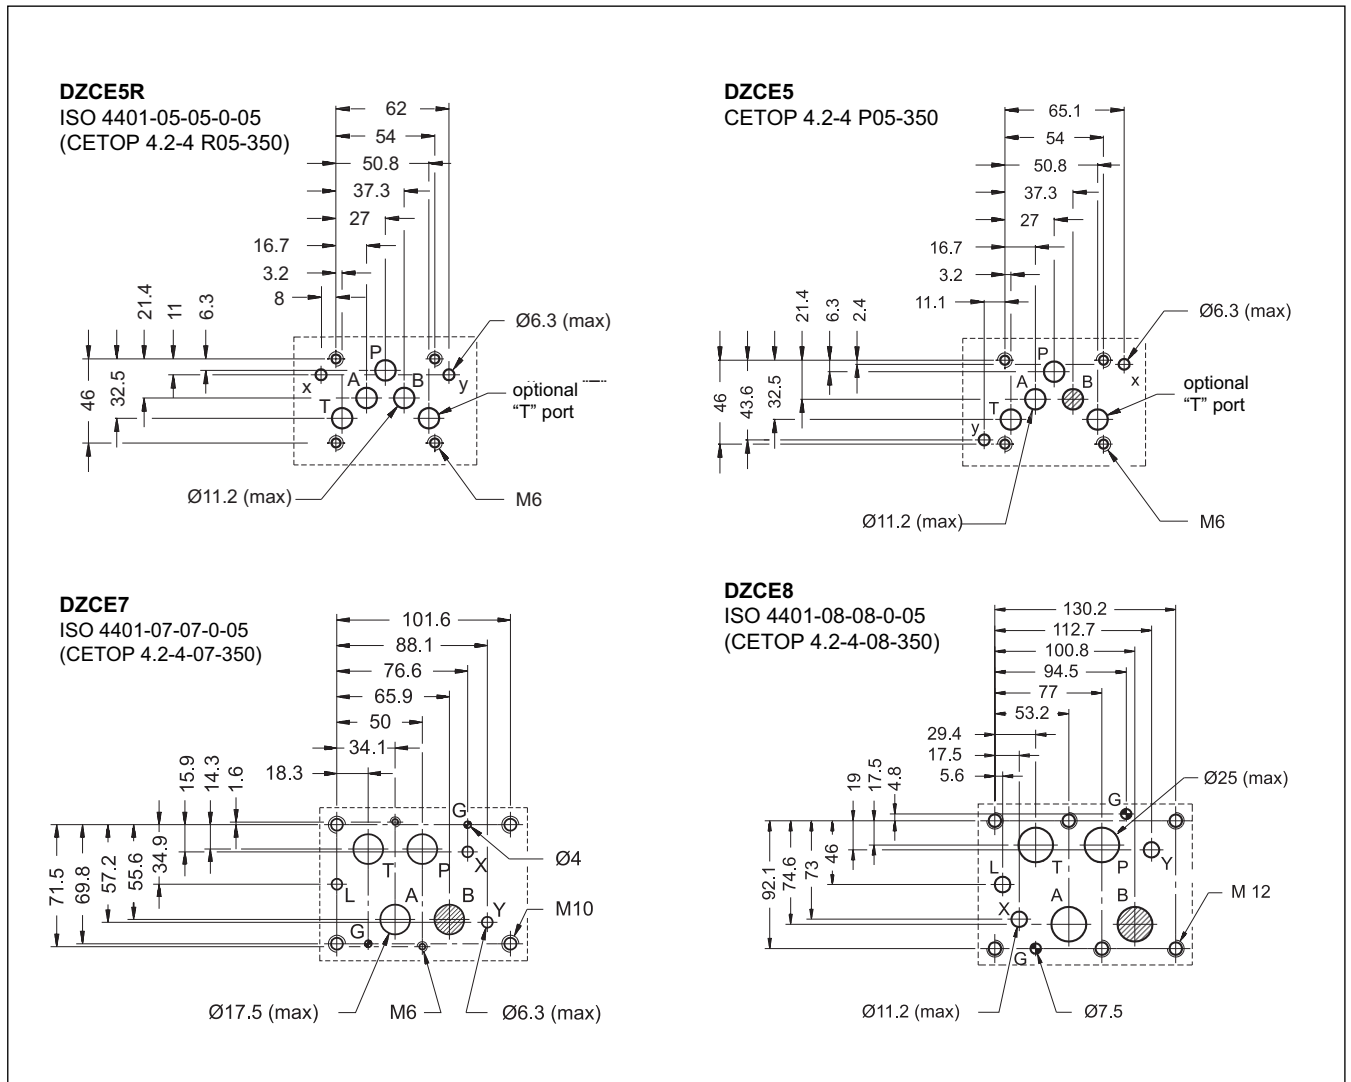 DZCE5R
ISO 4401-05-05-0-05
(CETOP 4.2-4 R05-350)
62
54
50.8
37.3
27
16.7
3.2
8
21.4
11
6.3
46
32.5
P
x
A
B
y
T
Ø6.3 (max)
optional
“T” port
Ø11.2 (max)
M6
DZCE5
CETOP 4.2-4 P05-350
65.1
54
50.8
37.3
27
16.7
3.2
11.1
21.4
6.3
2.4
46
43.6
32.5
P
A
B
x
T
y
Ø6.3 (max)
optional
“T” port
Ø11.2 (max)
M6
DZCE7
ISO 4401-07-07-0-05
(CETOP 4.2-4-07-350)
101.6
88.1
76.6
65.9
50
34.1
18.3
15.9
14.3
1.6
71.5
69.8
57.2
55.6
34.9
G
T
P
X
L
A
B
Y
G
Ø4
M10
Ø17.5 (max)
M6
Ø6.3 (max)
DZCE8
ISO 4401-08-08-0-05
(CETOP 4.2-4-08-350)
130.2
112.7
100.8
94.5
77
53.2
29.4
17.5
5.6
19
17.5
4.8
92.1
74.6
73
46
G
T
P
Y
L
A
B
X
G
Ø25 (max)
M 12
Ø11.2 (max)
Ø7.5